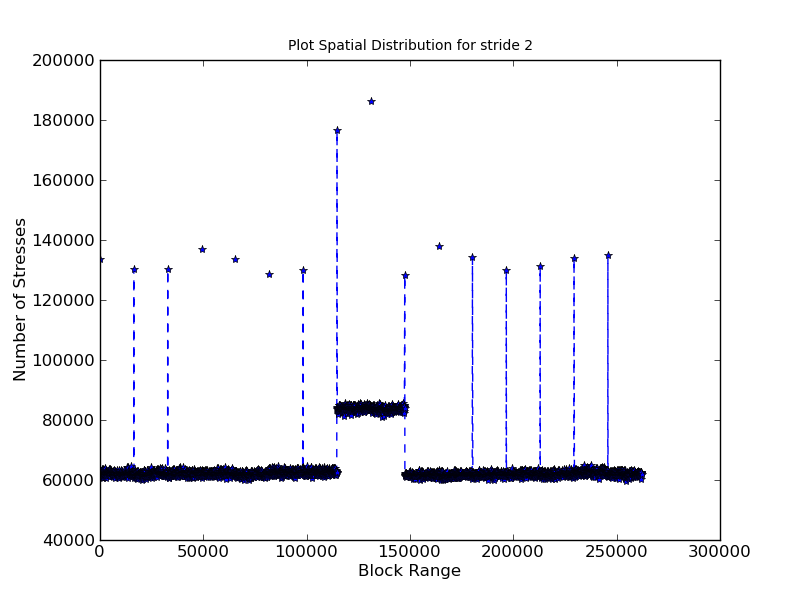 Plot Spatial Distribution for stride 2
200000
180000
160000
140000
120000
100000
80000
60000
40000
Number of Stresses
0 50000 100000 150000 200000 250000 300000
Block Range